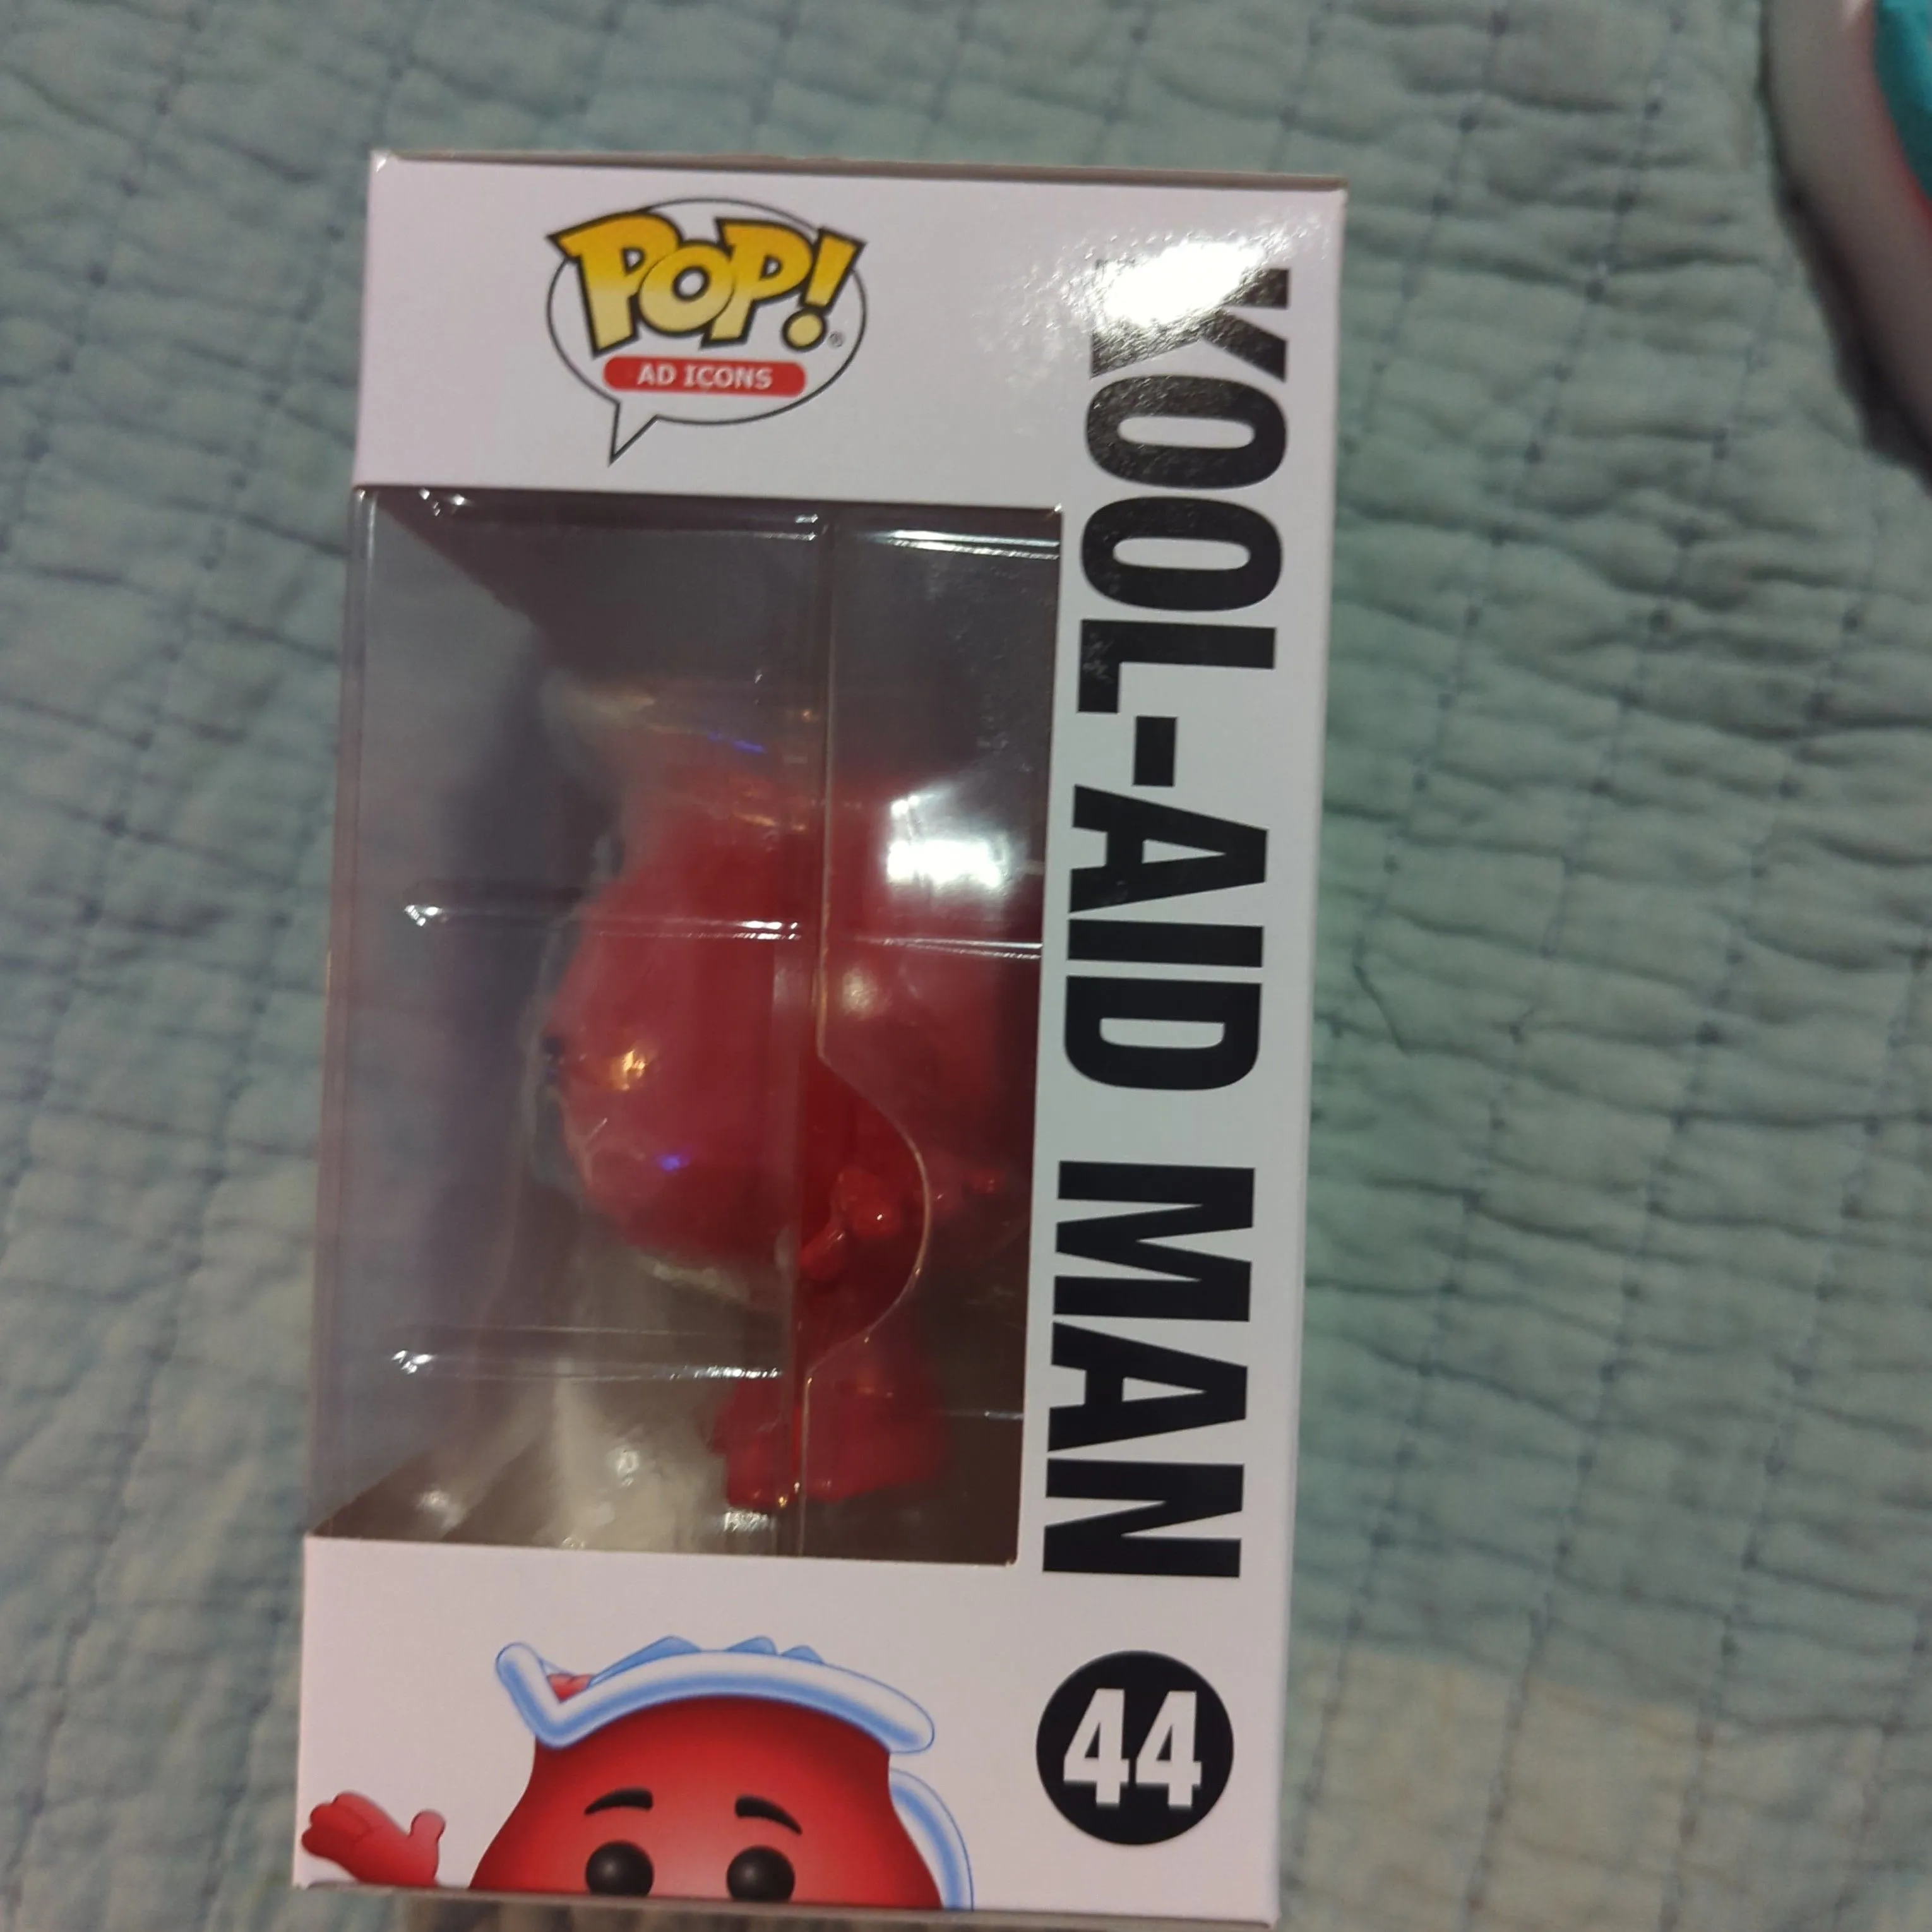 POP!
AD ICONS
KOOL-AID MAN
44